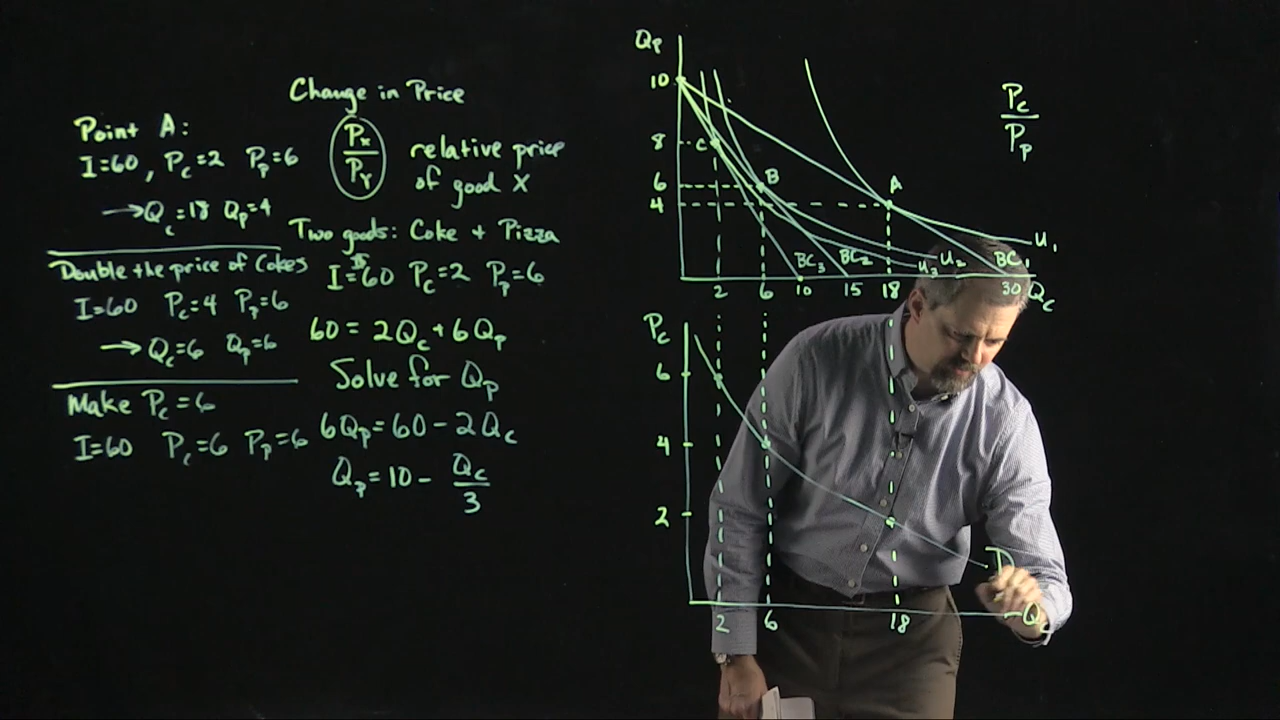 Change in Price
Point A:
I=60, Pc=2 Pp=6
→Qc=18 Qp=4
Px
Py
relative price
of good X
Two goods: Coke + Pizza
Double the price of Cokes
I=60 Pc=4 Pp=6
→Qc=6 Qp=6
I=$60 Pc=2 Pp=6
60 = 2Qc+6Qp
Solve for Qp
Make Pc=6
I=60 Pc=6 Pp=6
6Qp=60-2Qc
Qp=10- Qc
3
Qp
10
8
6
4
C
B
A
U1
U2
U3
BC3
BC2
BC1
2 6 10 15 18 30 Qc
Pc
Pp
Pc
6
4
2
D
2 6 18 Qc